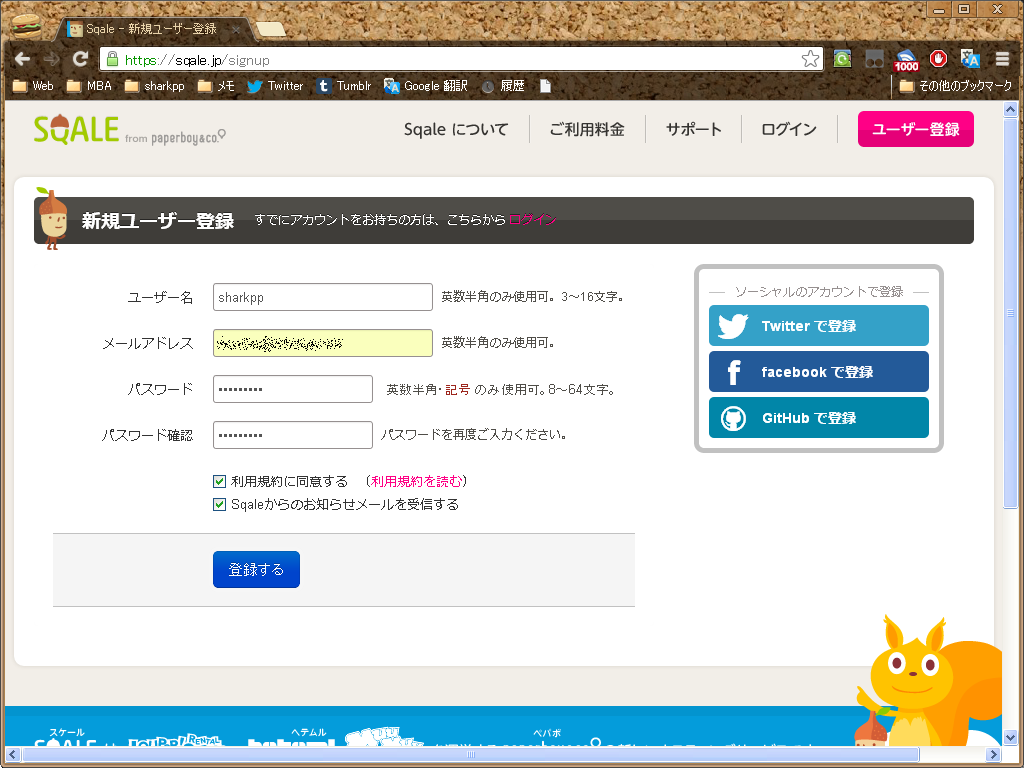 Sqale - 新規ユーザー登録
https://sqale.jp/signup
1000
Web MBA sharkpp メモ Twitter Tumblr Google 翻訳 履歴 その他のブックマーク
SQALE from paperboy&co.
Sqale について ご利用料金 サポート ログイン ユーザー登録
新規ユーザー登録 すでにアカウントをお持ちの方は、こちらからログイン
ユーザー名 sharkpp 英数半角のみ使用可。3～16文字。
メールアドレス 英数半角のみ使用可。
パスワード ••••••••• 英数半角・記号 のみ使用可。8～64文字。
パスワード確認 ••••••••• パスワードを再度ご入力ください。
利用規約に同意する （利用規約を読む）
Sqaleからのお知らせメールを受信する
登録する
ソーシャルのアカウントで登録
Twitter で登録
facebook で登録
GitHub で登録
スケール ヘテムル ペパボ
SQALE